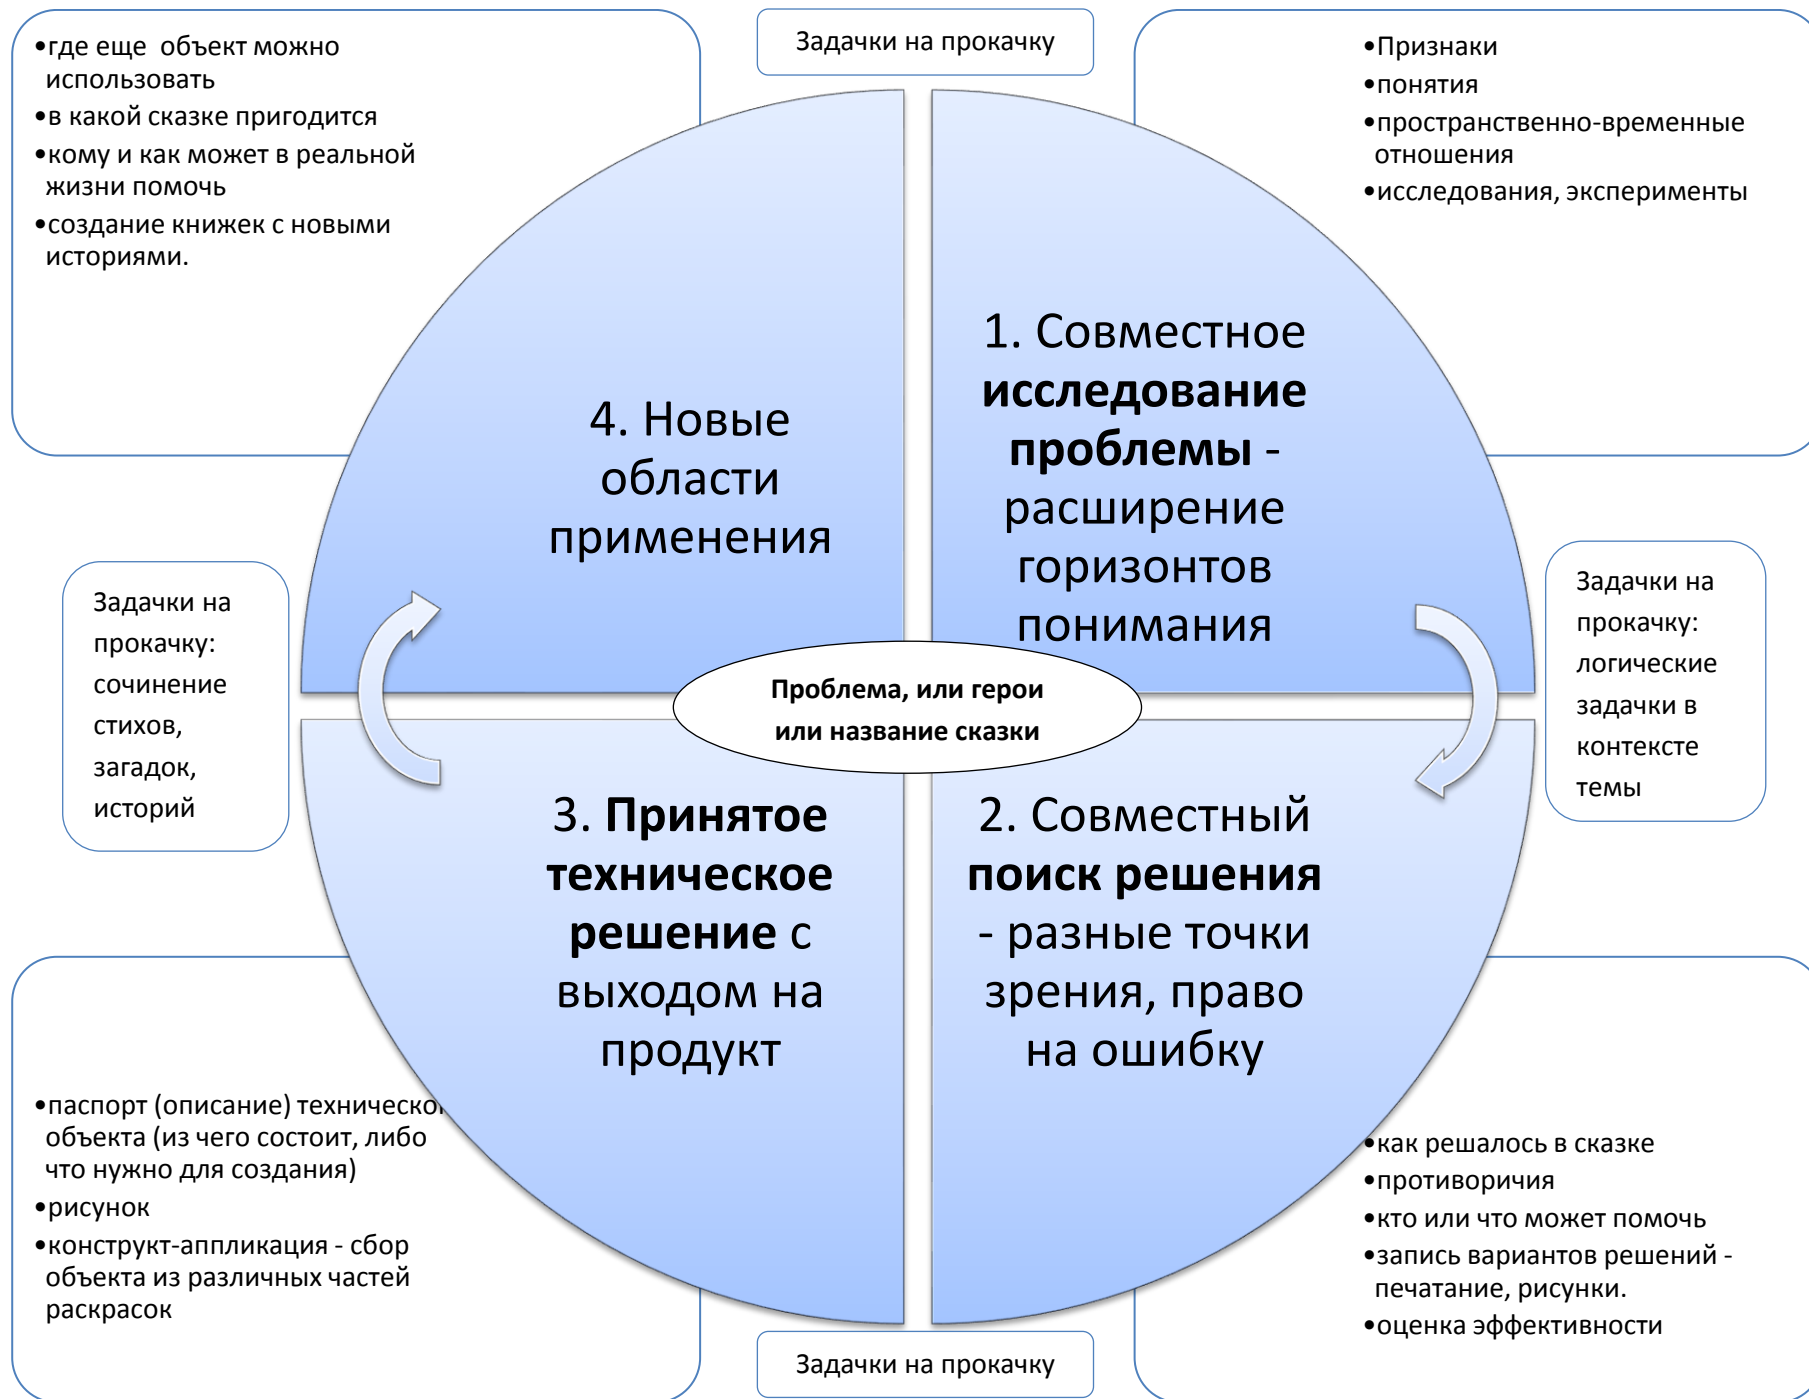 •где еще объект можно
использовать
•в какой сказке пригодится
•кому и как может в реальной
жизни помочь
•создание книжек с новыми
историями.
Задачки на прокачку
•Признаки
•понятия
•пространственно-временные
отношения
•исследования, эксперименты
4. Новые
области
применения
1. Совместное
исследование
проблемы -
расширение
горизонтов
понимания
Задачки на
прокачку:
сочинение
стихов,
загадок,
историй
Проблема, или герои
или название сказки
Задачки на
прокачку:
логические
задачки в
контексте
темы
3. Принятое
техническое
решение с
выходом на
продукт
2. Совместный
поиск решения
- разные точки
зрения, право
на ошибку
•паспорт (описание) техническо
объекта (из чего состоит, либо
что нужно для создания)
•рисунок
•конструкт-аппликация - сбор
объекта из различных частей
раскрасок
Задачки на прокачку
•как решалось в сказке
•противоричия
•кто или что может помочь
•запись вариантов решений -
печатание, рисунки.
•оценка эффективности